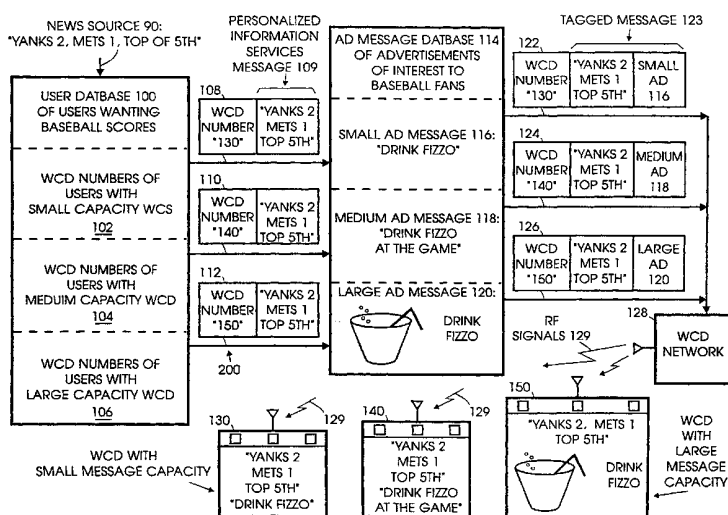 NEWS SOURCE 90:
"YANKS 2, METS 1, TOP OF 5TH"
PERSONALIZED
INFORMATION
SERVICES
MESSAGE 109
USER DATBASE 100
OF USERS WANTING
BASEBALL SCORES
WCD NUMBERS OF
USERS WITH
SMALL CAPACITY WCS
102
WCD NUMBERS OF
USERS WITH
MEDUIM CAPACITY WCD
104
WCD NUMBERS OF
USERS WITH
LARGE CAPACITY WCD
106
108
WCD
NUMBER
"130"
"YANKS 2
METS 1
TOP 5TH"
110
WCD
NUMBER
"140"
"YANKS 2
METS 1
TOP 5TH"
112
WCD
NUMBER
"150"
"YANKS 2
METS 1
TOP 5TH"
200
AD MESSAGE DATBASE 114
OF ADVERTISEMENTS
OF INTEREST TO
BASEBALL FANS
SMALL AD MESSAGE 116:
"DRINK FIZZO"
MEDIUM AD MESSAGE 118:
"DRINK FIZZO
AT THE GAME"
LARGE AD MESSAGE 120:
DRINK
FIZZO
TAGGED MESSAGE 123
122
WCD
NUMBER
"130"
"YANKS 2
METS 1
TOP 5TH"
SMALL
AD
116
124
WCD
NUMBER
"140"
"YANKS 2
METS 1
TOP 5TH"
MEDIUM
AD
118
126
WCD
NUMBER
"150"
"YANKS 2
METS 1
TOP 5TH"
LARGE
AD
120
RF
SIGNALS 129
128
WCD
NETWORK
WCD WITH
SMALL MESSAGE CAPACITY
130
129
"YANKS 2
METS 1
TOP 5TH"
"DRINK FIZZO"
140
129
"YANKS 2
METS 1
TOP 5TH"
"DRINK FIZZO
AT THE GAME"
150
"YANKS 2, METS 1
TOP 5TH"
DRINK
FIZZO
WCD
WITH
LARGE
MESSAGE
CAPACITY